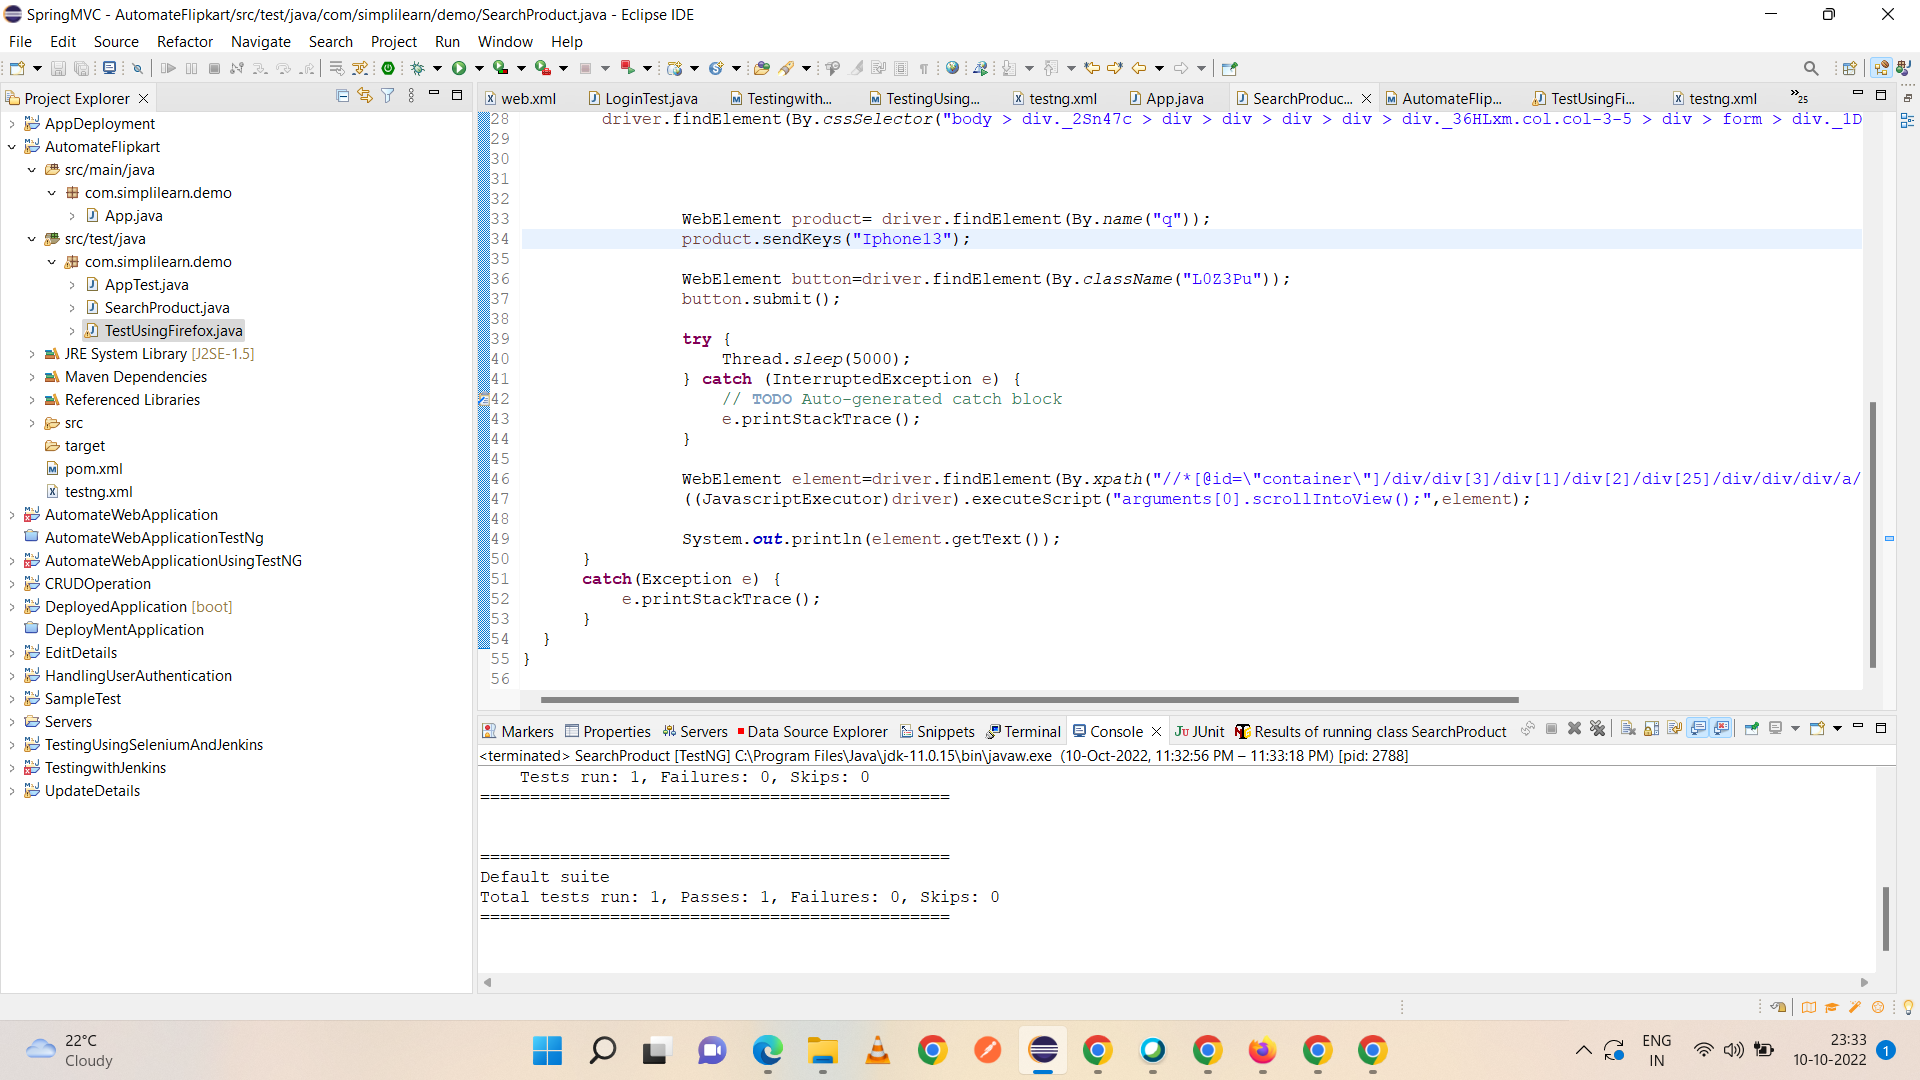 SpringMVC - AutomateFlipkart/src/test/java/com/simplilearn/demo/SearchProduct.java - Eclipse IDE
File Edit Source Refactor Navigate Search Project Run Window Help
Project Explorer
AppDeployment
AutomateFlipkart
src/main/java
com.simplilearn.demo
App.java
src/test/java
com.simplilearn.demo
AppTest.java
SearchProduct.java
TestUsingFirefox.java
JRE System Library [J2SE-1.5]
Maven Dependencies
Referenced Libraries
src
target
pom.xml
testng.xml
AutomateWebApplication
AutomateWebApplicationTestNg
AutomateWebApplicationUsingTestNG
CRUDOperation
DeployedApplication [boot]
DeployMentApplication
EditDetails
HandlingUserAuthentication
SampleTest
Servers
TestingUsingSeleniumAndJenkins
TestingwithJenkins
UpdateDetails
web.xml LoginTest.java Testingwith... TestingUsing... testng.xml App.java SearchProduc... AutomateFlip... TestUsingFi... testng.xml »25
28 driver.findElement(By.cssSelector("body > div._2Sn47c > div > div > div > div > div._36HLxm.col.col-3-5 > div > form > div._1D
29
30
31
32
33 WebElement product= driver.findElement(By.name("q"));
34 product.sendKeys("Iphone13");
35
36 WebElement button=driver.findElement(By.className("L0Z3Pu"));
37 button.submit();
38
39 try {
40 Thread.sleep(5000);
41 } catch (InterruptedException e) {
42 // TODO Auto-generated catch block
43 e.printStackTrace();
44 }
45
46 WebElement element=driver.findElement(By.xpath("//*[@id=\"container\"]/div/div[3]/div[1]/div[2]/div[25]/div/div/div/a/
47 ((JavascriptExecutor)driver).executeScript("arguments[0].scrollIntoView();",element);
48
49 System.out.println(element.getText());
50 }
51 catch(Exception e) {
52 e.printStackTrace();
53 }
54 }
55 }
56
Markers Properties Servers Data Source Explorer Snippets Terminal Console JUnit Results of running class SearchProduct
<terminated> SearchProduct [TestNG] C:\Program Files\Java\jdk-11.0.15\bin\javaw.exe (10-Oct-2022, 11:32:56 PM – 11:33:18 PM) [pid: 2788]
Tests run: 1, Failures: 0, Skips: 0
===============================================
===============================================
Default suite
Total tests run: 1, Passes: 1, Failures: 0, Skips: 0
===============================================
22°C
Cloudy
ENG
IN
23:33
10-10-2022
1